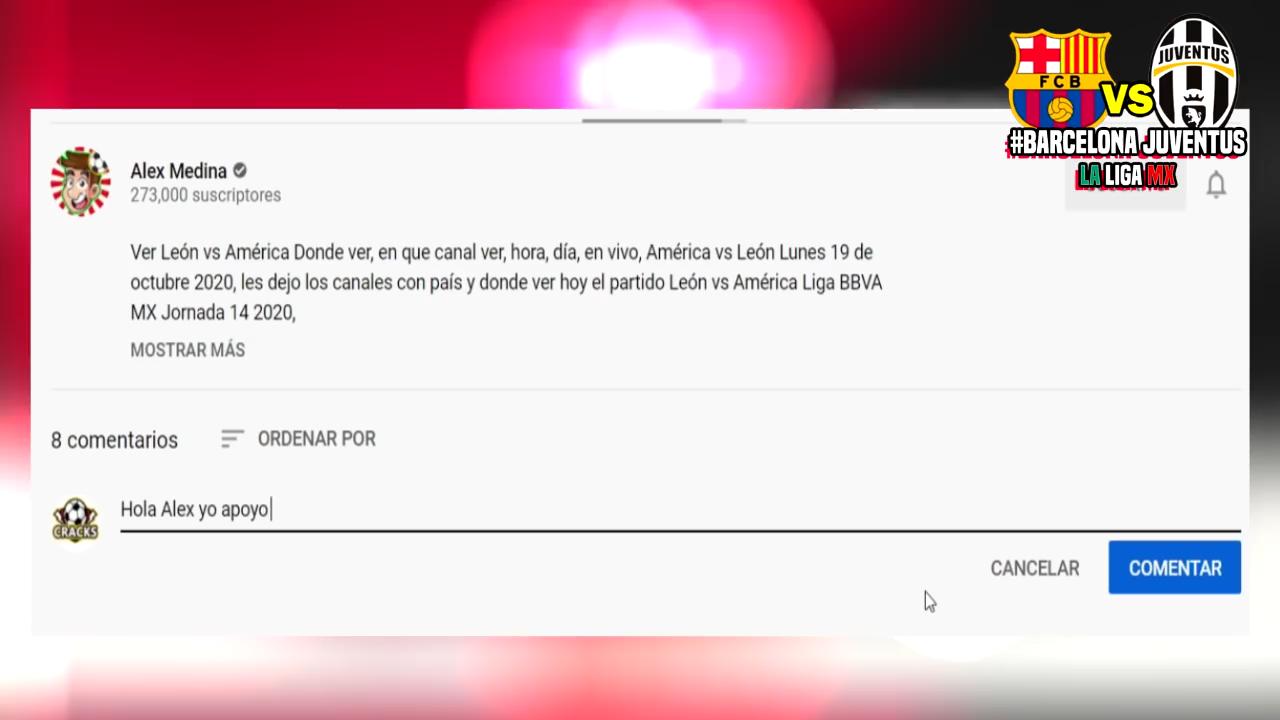 FCB
JUVENTUS
VS
#BARCELONA JUVENTUS
LA LIGA MX
Alex Medina
273,000 suscriptores
Ver León vs América Donde ver, en que canal ver, hora, día, en vivo, América vs León Lunes 19 de
octubre 2020, les dejo los canales con país y donde ver hoy el partido León vs América Liga BBVA
MX Jornada 14 2020,
MOSTRAR MÁS
8 comentarios
ORDENAR POR
CRACKS
Hola Alex yo apoyo
CANCELAR
COMENTAR